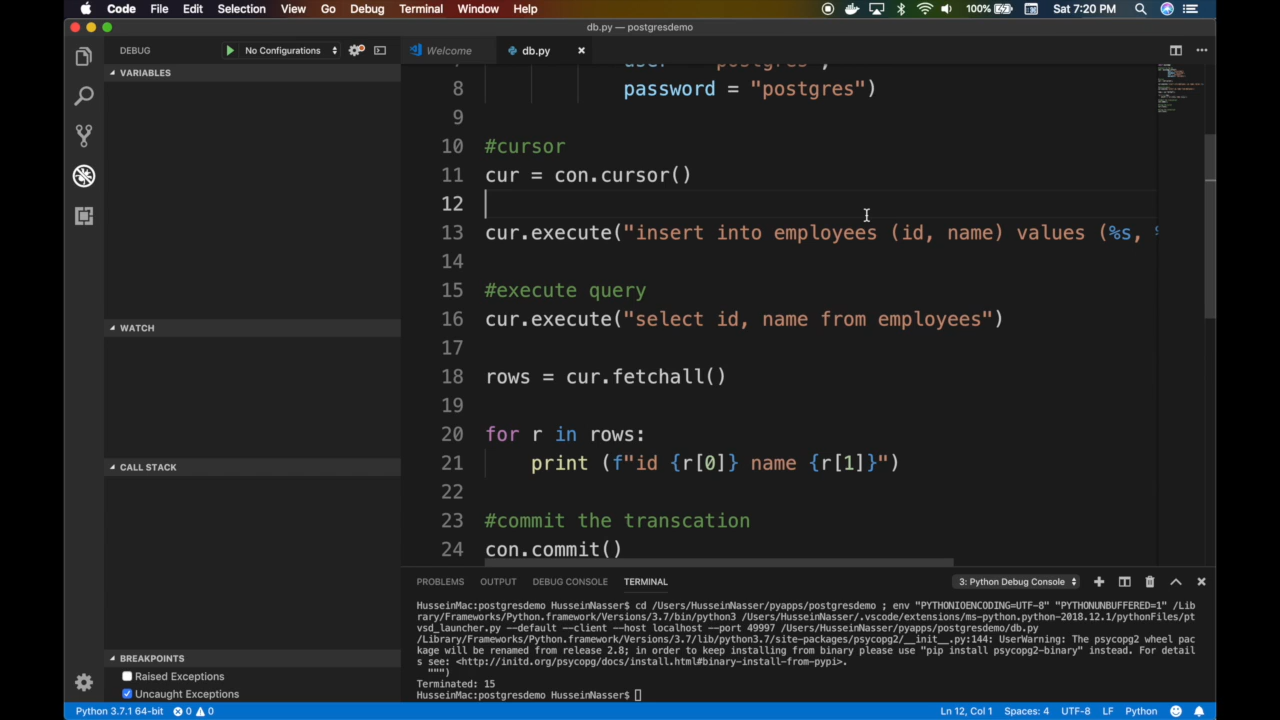 Code File Edit Selection View Go Debug Terminal Window Help 100% Sat 7:20 PM
db.py — postgresdemo
DEBUG No Configurations Welcome db.py
VARIABLES
WATCH
CALL STACK
BREAKPOINTS
Raised Exceptions
Uncaught Exceptions
8 password = "postgres")
9
10 #cursor
11 cur = con.cursor()
12
13 cur.execute("insert into employees (id, name) values (%s,
14
15 #execute query
16 cur.execute("select id, name from employees")
17
18 rows = cur.fetchall()
19
20 for r in rows:
21 print (f"id {r[0]} name {r[1]}")
22
23 #commit the transcation
24 con.commit()
PROBLEMS OUTPUT DEBUG CONSOLE TERMINAL 3: Python Debug Console
HusseinMac:postgresdemo HusseinNasser$ cd /Users/HusseinNasser/pyapps/postgresdemo ; env "PYTHONIOENCODING=UTF-8" "PYTHONUNBUFFERED=1" /Lib
rary/Frameworks/Python.framework/Versions/3.7/bin/python3 /Users/HusseinNasser/.vscode/extensions/ms-python.python-2018.12.1/pythonFiles/pt
vsd_launcher.py --default --client --host localhost --port 49997 /Users/HusseinNasser/pyapps/postgresdemo/db.py
/Library/Frameworks/Python.framework/Versions/3.7/lib/python3.7/site-packages/psycopg2/__init__.py:144: UserWarning: The psycopg2 wheel pac
kage will be renamed from release 2.8; in order to keep installing from binary please use "pip install psycopg2-binary" instead. For detail
s see: <http://initd.org/psycopg/docs/install.html#binary-install-from-pypi>.
""")
Terminated: 15
HusseinMac:postgresdemo HusseinNasser$
Python 3.7.1 64-bit 0 0 Ln 12, Col 1 Spaces: 4 UTF-8 LF Python